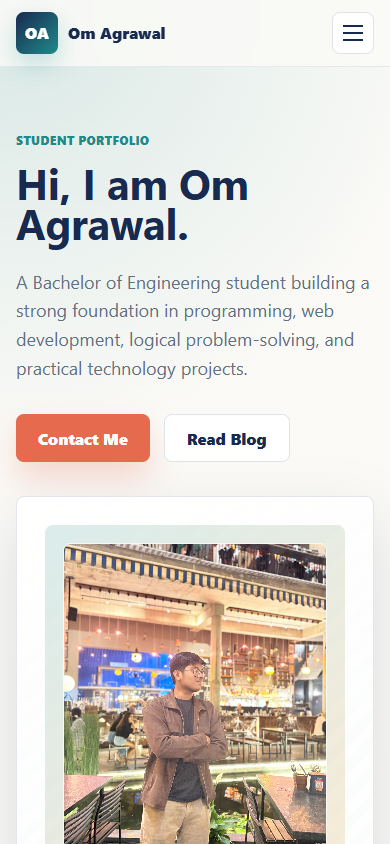 OA Om Agrawal
STUDENT PORTFOLIO
Hi, I am Om
Agrawal.
A Bachelor of Engineering student building a
strong foundation in programming, web
development, logical problem-solving, and
practical technology projects.
Contact Me Read Blog